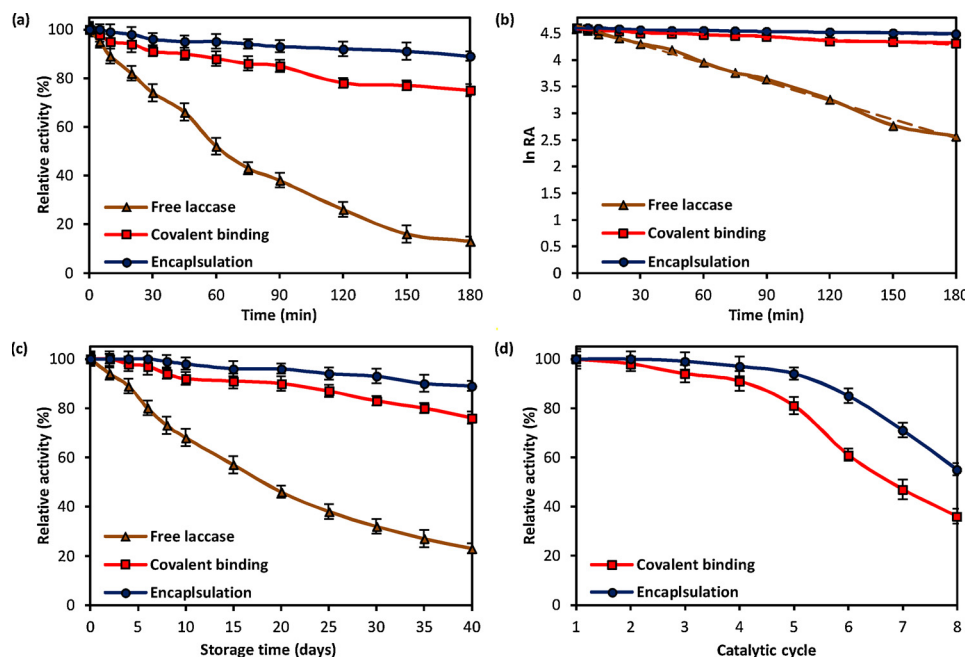 (a)
Relative activity (%)
100
80
60
40
20
0
Free laccase
Covalent binding
Encaplsulation
0 30 60 90 120 150 180
Time (min)
(b)
ln RA
4.5
4
3.5
3
2.5
2
1.5
1
0.5
0
Free laccase
Covalent binding
Encaplsulation
0 30 60 90 120 150 180
Time (min)
(c)
Relative activity (%)
100
80
60
40
20
0
Free laccase
Covalent binding
Encaplsulation
0 5 10 15 20 25 30 35 40
Storage time (days)
(d)
Relative activity (%)
100
80
60
40
20
0
Covalent binding
Encaplsulation
1 2 3 4 5 6 7 8
Catalytic cycle